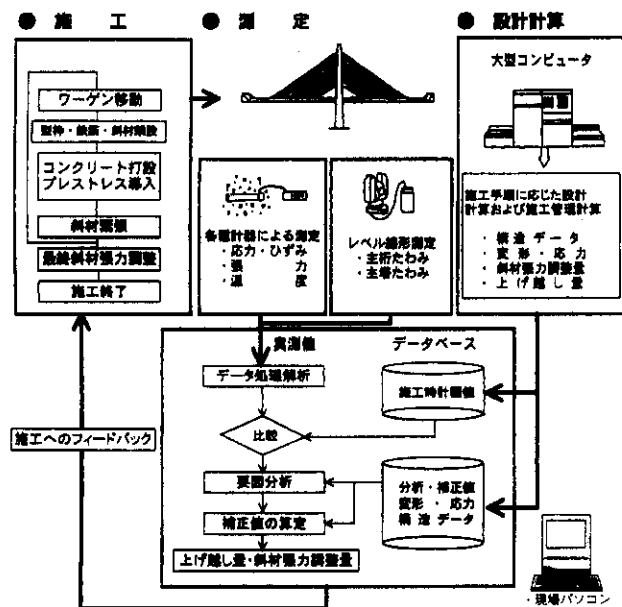 ● 施 工
● 測 定
● 設計計算
ワーゲン移動
型枠・鉄筋・斜材架設
コンクリート打設
プレストレス導入
斜材緊張
最終斜材張力調整
施工終了
各種計器による測定
・応力・ひずみ
・張 力
・温 度
レベル線形測定
・主桁たわみ
・主塔たわみ
大型コンピュータ
施工手順に応じた設計
計算および施工管理計算
・構造データ
・変形・応力
・斜材張力調整量
・上げ越し量
実測値
データ処理解析
比較
要因分析
補正値の算定
上げ越し量・斜材張力調整量
データベース
施工時計画値
分析・補正値
変形・応力
構造データ
施工へのフィードバック
・現場パソコン